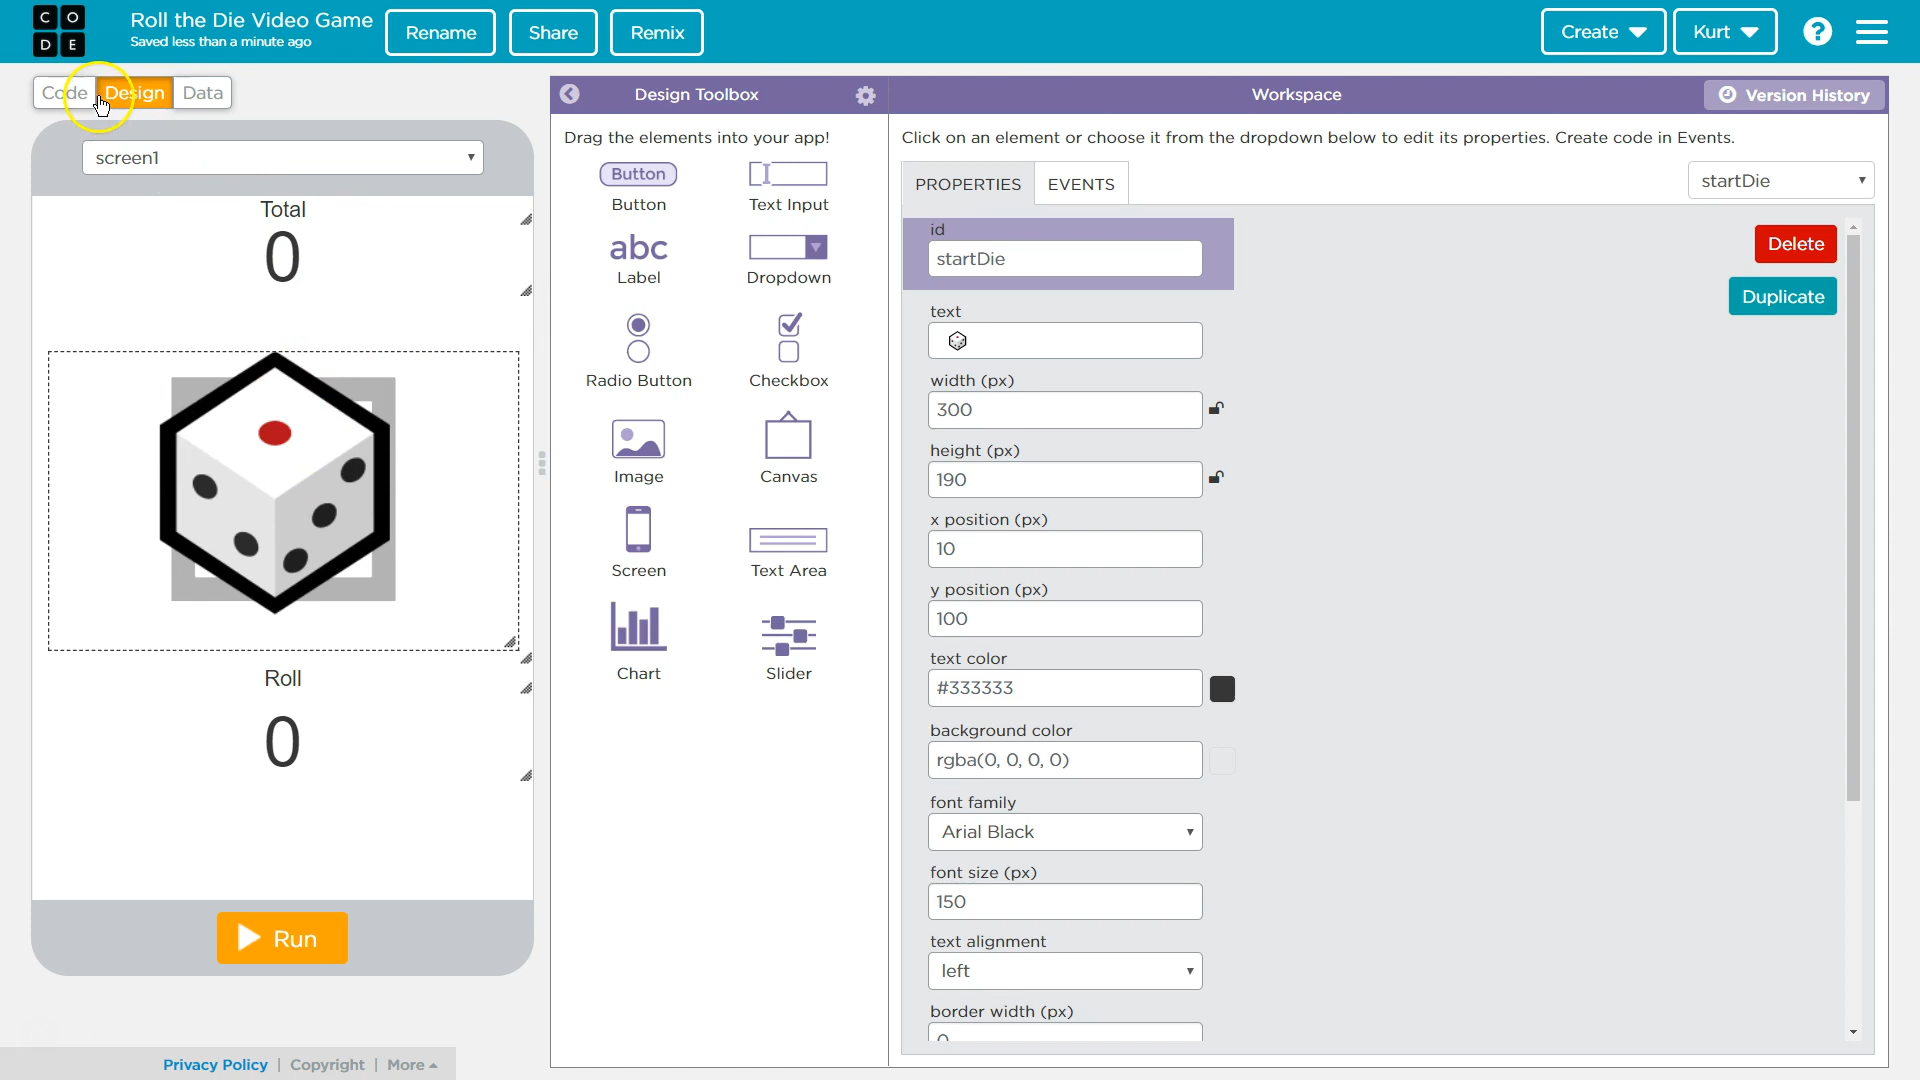 C O
D E
Roll the Die Video Game
Saved less than a minute ago
Rename
Share
Remix
Create
Kurt
?
Code
Design
Data
screen1
Total
0
Roll
0
Run
Privacy Policy | Copyright | More
Design Toolbox
Drag the elements into your app!
Button
Button
Text Input
abc
Label
Dropdown
Radio Button
Checkbox
Image
Canvas
Screen
Text Area
Chart
Slider
Workspace
Version History
Click on an element or choose it from the dropdown below to edit its properties. Create code in Events.
PROPERTIES
EVENTS
startDie
Delete
Duplicate
id
startDie
text
width (px)
300
height (px)
190
x position (px)
10
y position (px)
100
text color
#333333
background color
rgba(0, 0, 0, 0)
font family
Arial Black
font size (px)
150
text alignment
left
border width (px)
0